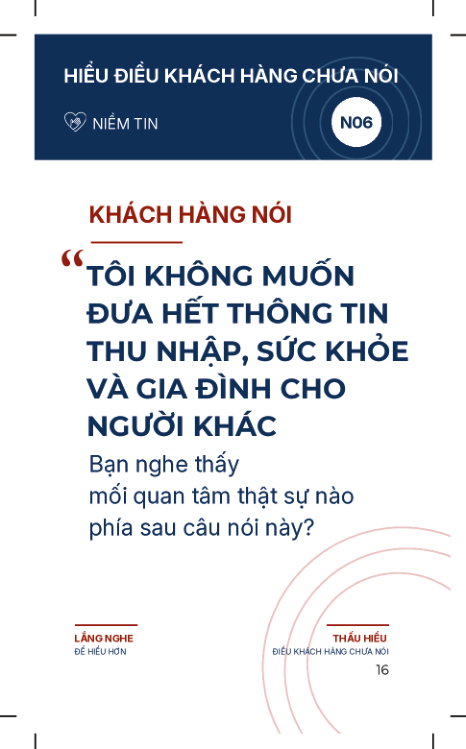 HIỂU ĐIỀU KHÁCH HÀNG CHƯA NÓI
NIỀM TIN
N06
KHÁCH HÀNG NÓI
“TÔI KHÔNG MUỐN
ĐƯA HẾT THÔNG TIN
THU NHẬP, SỨC KHỎE
VÀ GIA ĐÌNH CHO
NGƯỜI KHÁC
Bạn nghe thấy
mối quan tâm thật sự nào
phía sau câu nói này?
LẮNG NGHE
ĐỂ HIỂU HƠN
THẤU HIỂU
ĐIỀU KHÁCH HÀNG CHƯA NÓI
16